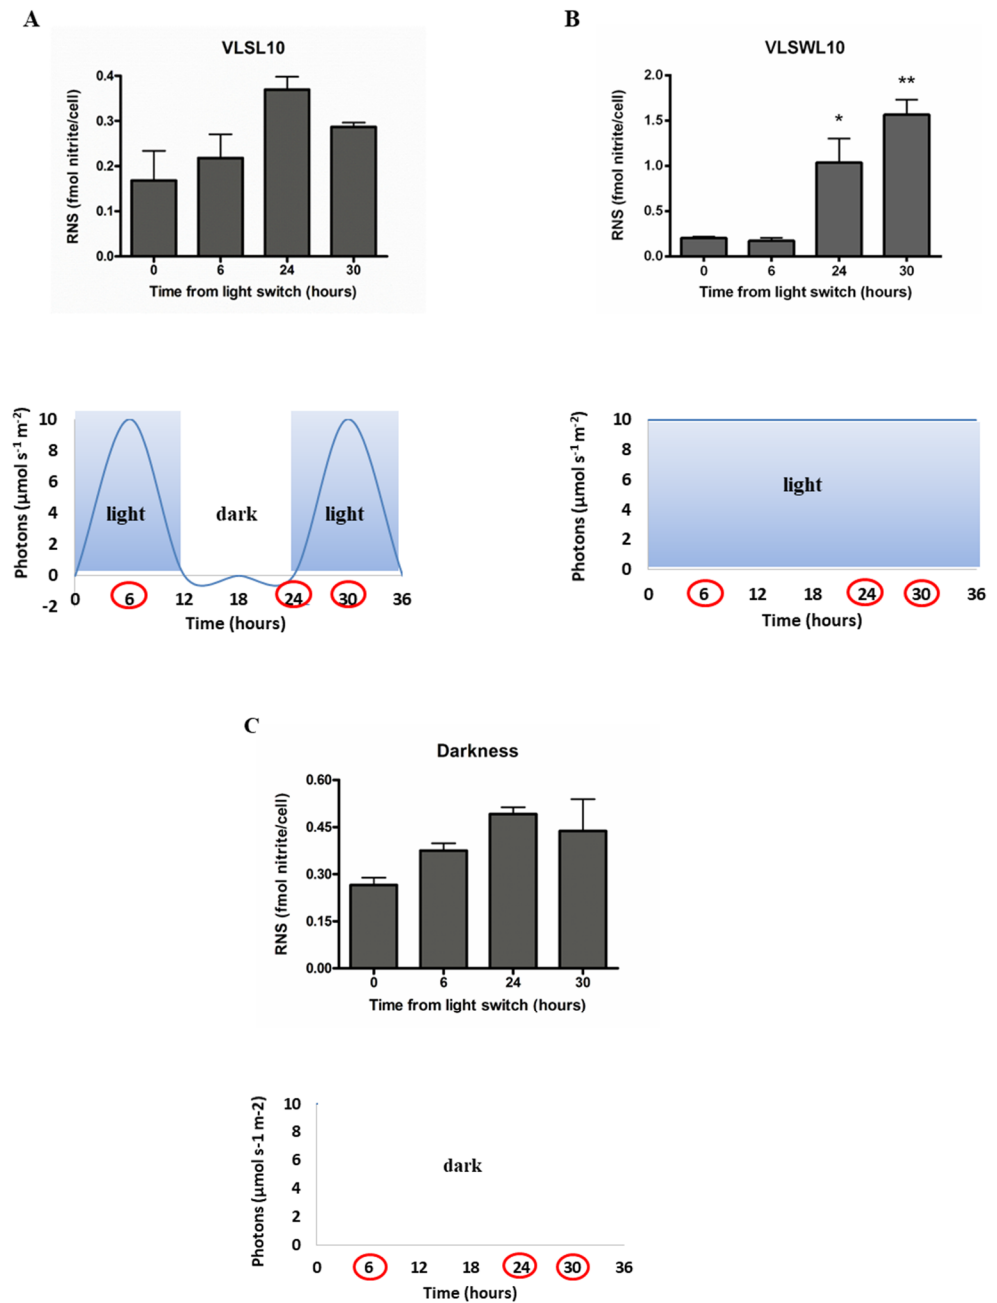 A
VLSL10
RNS (fmol nitrite/cell)
0.4
0.3
0.2
0.1
0.0
0 6 24 30
Time from light switch (hours)
B
VLSWL10
RNS (fmol nitrite/cell)
2.0
1.5
1.0
0.5
0.0
*
**
0 6 24 30
Time from light switch (hours)
Photons (µmol s⁻¹ m⁻²)
10
8
6
4
2
0
-2
light
dark
light
0 6 12 18 24 30 36
Time (hours)
Photons (µmol s⁻¹ m⁻²)
10
8
6
4
2
0
light
0 6 12 18 24 30 36
Time (hours)
C
Darkness
RNS (fmol nitrite/cell)
0.60
0.45
0.30
0.15
0.00
0 6 24 30
Time from light switch (hours)
Photons (µmol s-1 m-2)
10
8
6
4
2
0
dark
0 6 12 18 24 30 36
Time (hours)